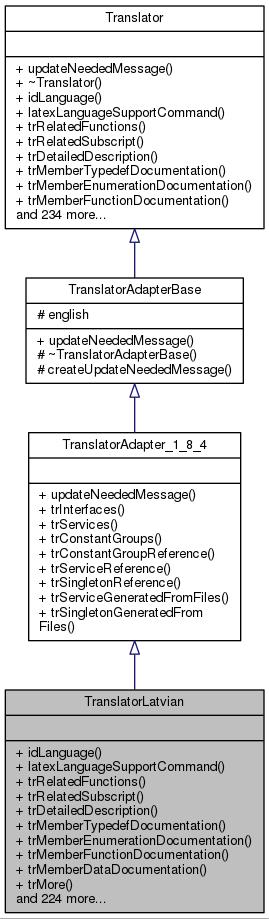 Translator
+ updateNeededMessage()
+ ~Translator()
+ idLanguage()
+ latexLanguageSupportCommand()
+ trRelatedFunctions()
+ trRelatedSubscript()
+ trDetailedDescription()
+ trMemberTypedefDocumentation()
+ trMemberEnumerationDocumentation()
+ trMemberFunctionDocumentation()
and 234 more...
TranslatorAdapterBase
# english
+ updateNeededMessage()
# ~TranslatorAdapterBase()
# createUpdateNeededMessage()
TranslatorAdapter_1_8_4
+ updateNeededMessage()
+ trInterfaces()
+ trServices()
+ trConstantGroups()
+ trConstantGroupReference()
+ trServiceReference()
+ trSingletonReference()
+ trServiceGeneratedFromFiles()
+ trSingletonGeneratedFrom
Files()
TranslatorLatvian
+ idLanguage()
+ latexLanguageSupportCommand()
+ trRelatedFunctions()
+ trRelatedSubscript()
+ trDetailedDescription()
+ trMemberTypedefDocumentation()
+ trMemberEnumerationDocumentation()
+ trMemberFunctionDocumentation()
+ trMemberDataDocumentation()
+ trMore()
and 224 more...